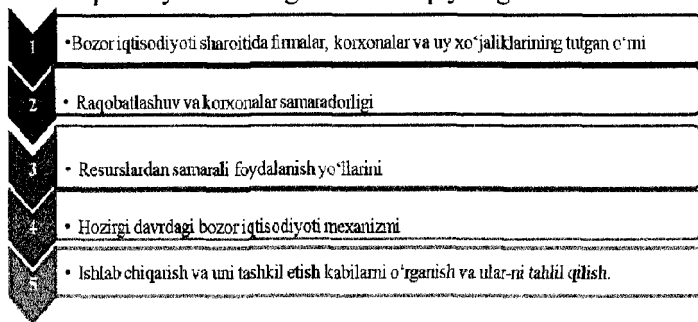 1 •Bozor iqtisodiyoti sharoitida firmalar, korxonalar va uy xo‘jaliklarining tutgan o‘rni
2 • Raqobatlashuv va korxonalar samaradorligi
3 • Resurslardan samarali foydalanish yo‘llarini
4 • Hozirgi davrdagi bozor iqtisodiyoti mexanizmi
5 • Ishlab chiqarish va uni tashkil etish kabilarni o‘rganish va ular-ni tahlil qilish.